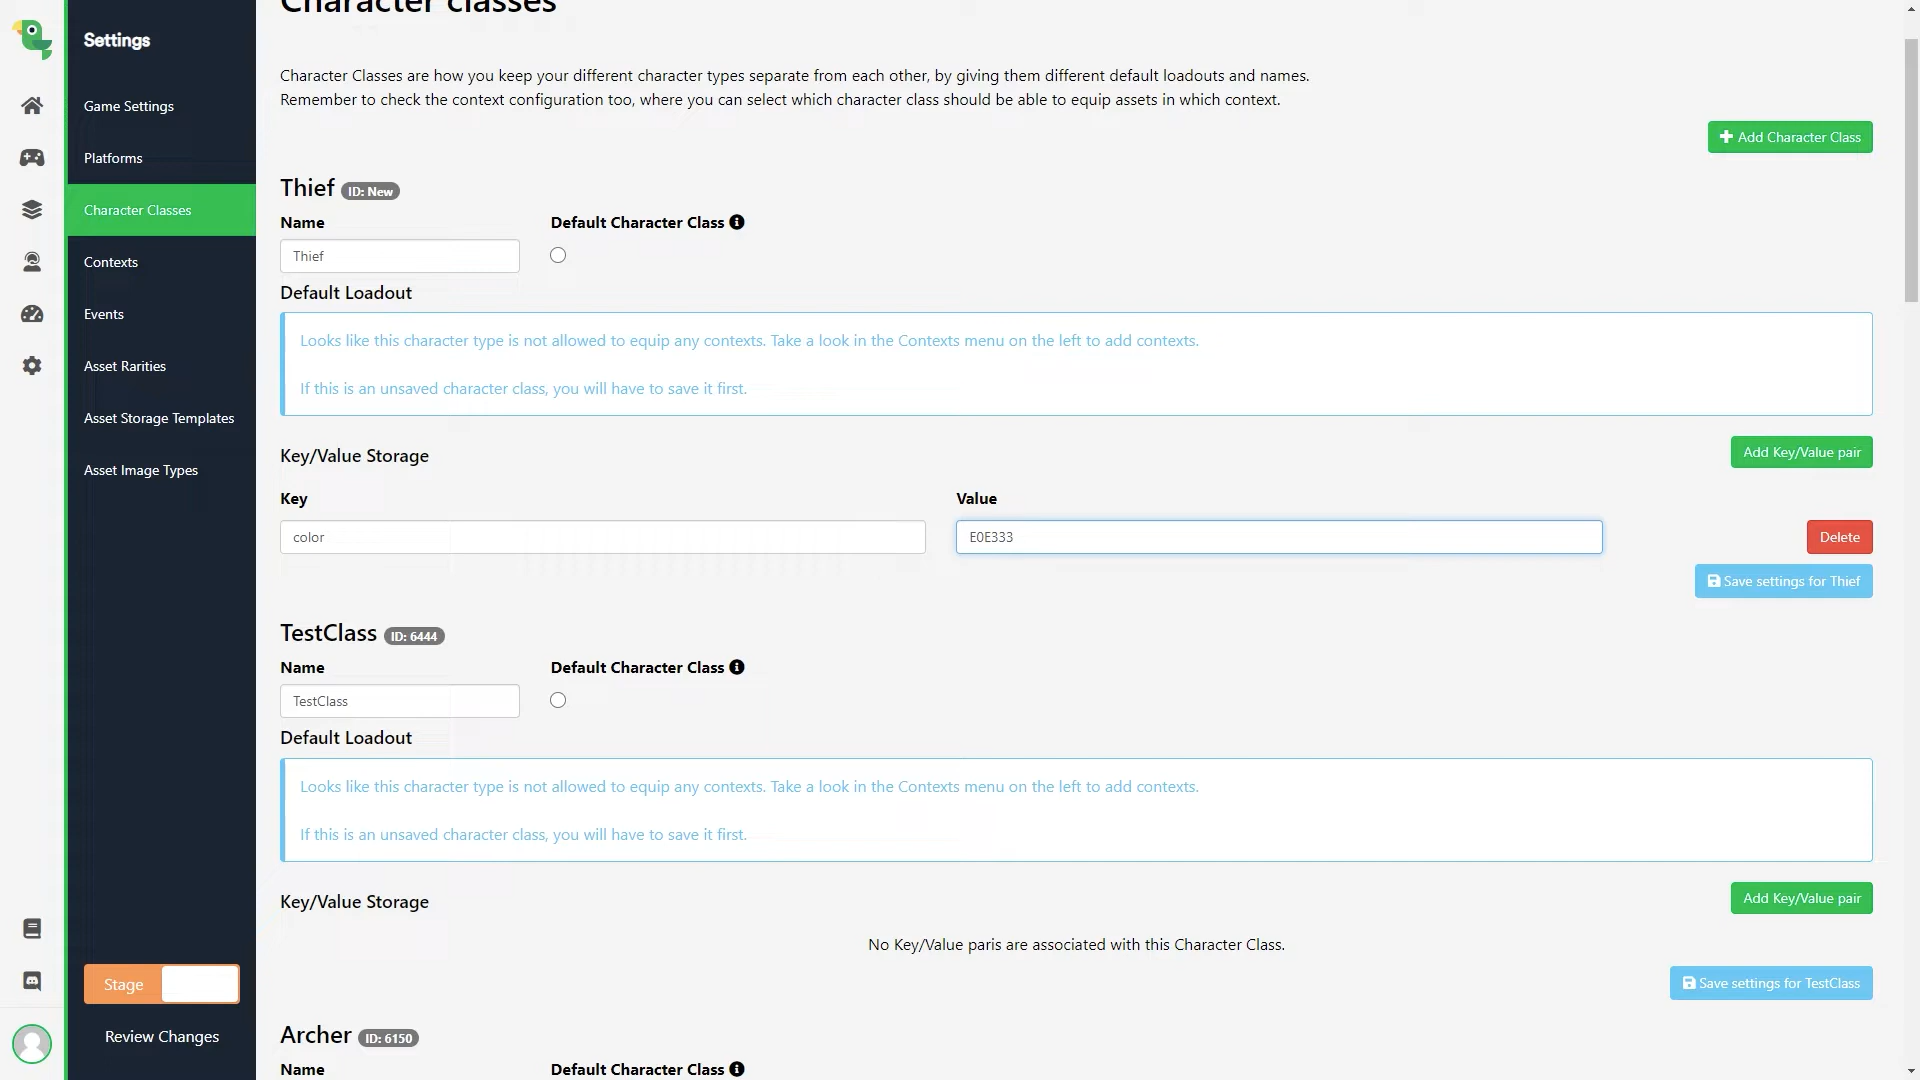 Character classes
Settings
Game Settings
Platforms
Character Classes
Contexts
Events
Asset Rarities
Asset Storage Templates
Asset Image Types
Stage
Review Changes
Character Classes are how you keep your different character types separate from each other, by giving them different default loadouts and names.
Remember to check the context configuration too, where you can select which character class should be able to equip assets in which context.
Add Character Class
Thief ID: New
Name Default Character Class
Thief
Default Loadout
Looks like this character type is not allowed to equip any contexts. Take a look in the Contexts menu on the left to add contexts.
If this is an unsaved character class, you will have to save it first.
Key/Value Storage Add Key/Value pair
Key Value
color E0E333 Delete
Save settings for Thief
TestClass ID: 6444
Name Default Character Class
TestClass
Default Loadout
Looks like this character type is not allowed to equip any contexts. Take a look in the Contexts menu on the left to add contexts.
If this is an unsaved character class, you will have to save it first.
Key/Value Storage Add Key/Value pair
No Key/Value paris are associated with this Character Class.
Save settings for TestClass
Archer ID: 6150
Name Default Character Class